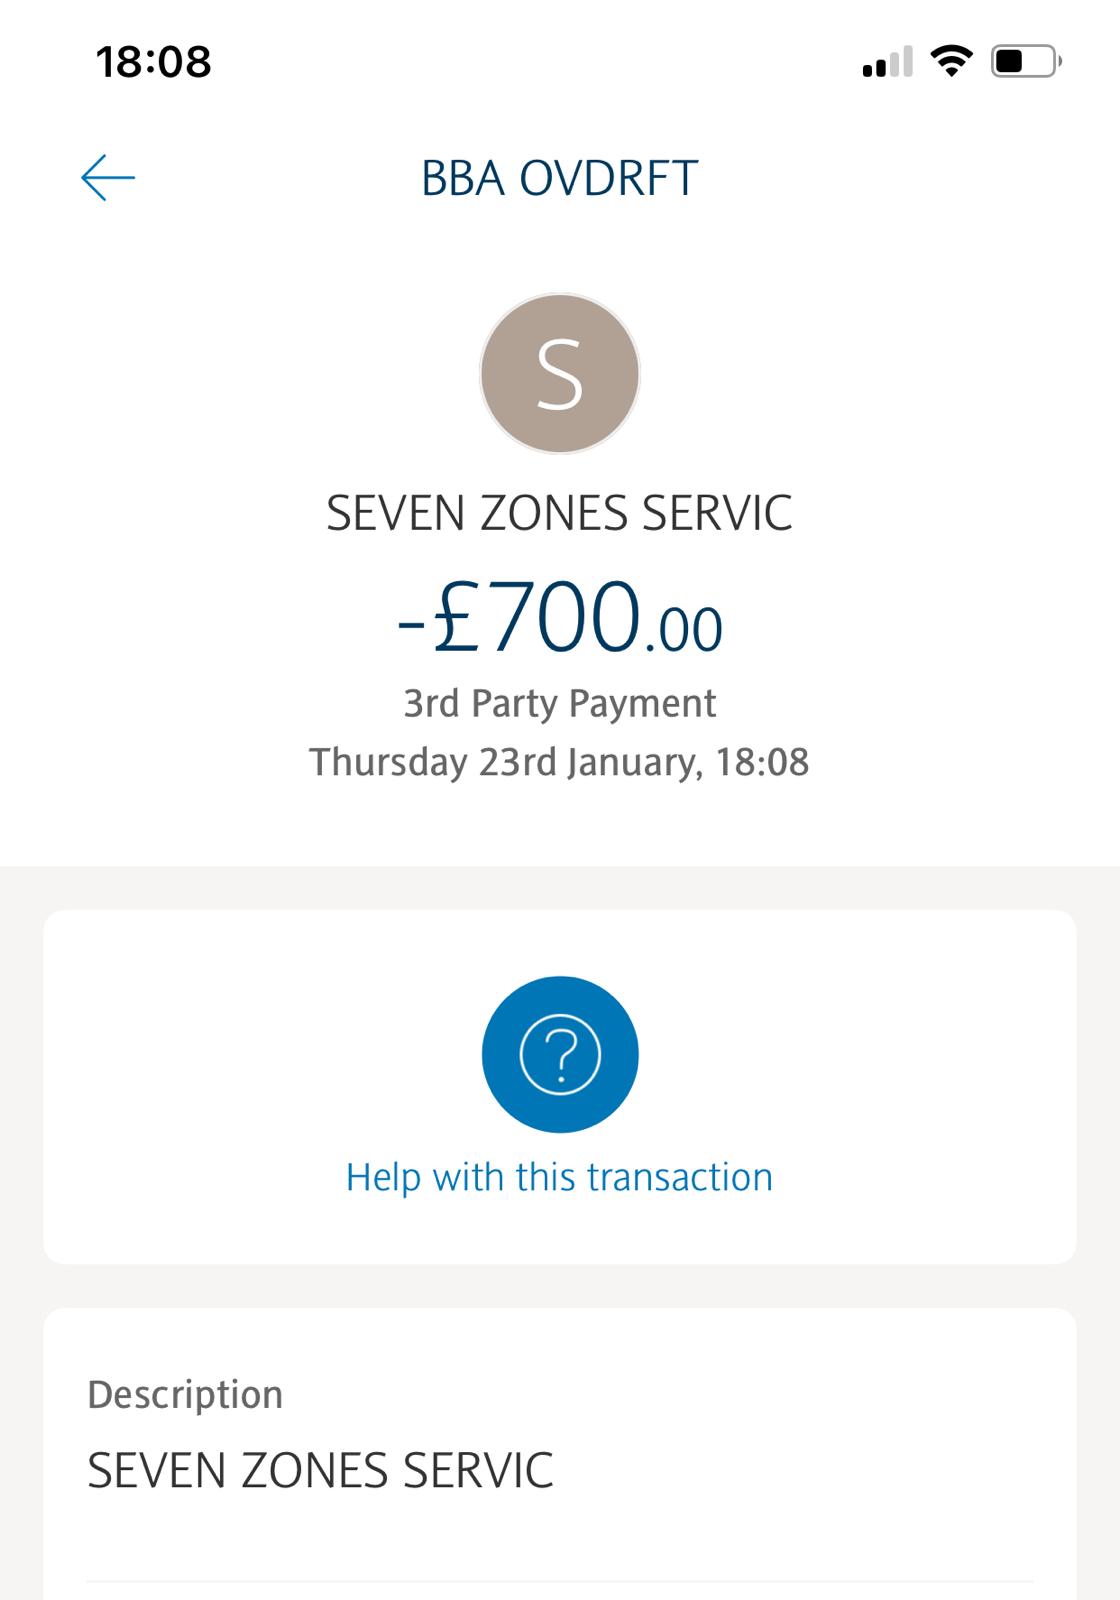 18:08
BBA OVDRFT
S
SEVEN ZONES SERVIC
-£700.00
3rd Party Payment
Thursday 23rd January, 18:08
?
Help with this transaction
Description
SEVEN ZONES SERVIC